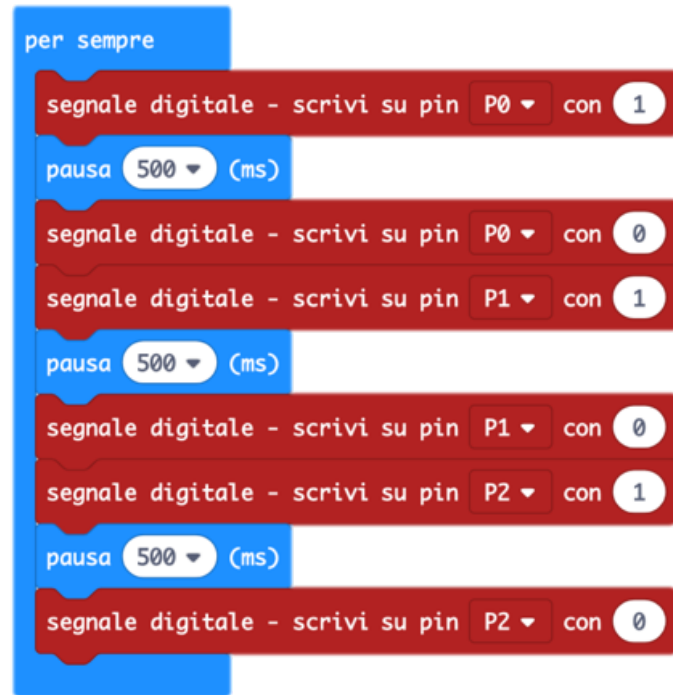 per sempre
segnale digitale - scrivi su pin P0 con 1
pausa 500 (ms)
segnale digitale - scrivi su pin P0 con 0
segnale digitale - scrivi su pin P1 con 1
pausa 500 (ms)
segnale digitale - scrivi su pin P1 con 0
segnale digitale - scrivi su pin P2 con 1
pausa 500 (ms)
segnale digitale - scrivi su pin P2 con 0